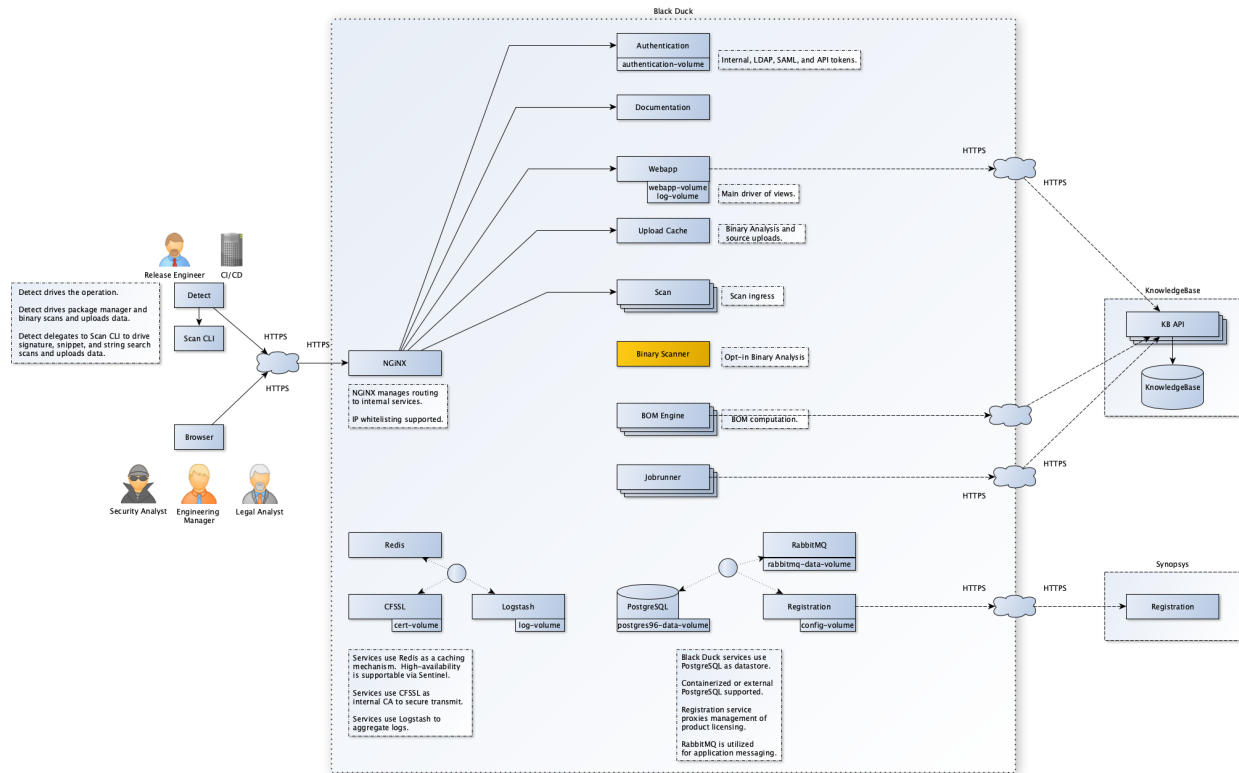 Black Duck
Authentication
authentication-volume
Internal, LDAP, SAML, and API tokens.
Documentation
HTTPS
Webapp
webapp-volume
log-volume
Main driver of views.
HTTPS
Upload Cache
Binary Analysis and
source uploads.
Release Engineer
CI/CD
Detect drives the operation.
Detect drives package manager and
binary scans and uploads data.
Detect delegates to Scan CLI to drive
signature, snippet, and string search
scans and uploads data.
Detect
Scan CLI
Scan
Scan ingress
KnowledgeBase
KB API
KnowledgeBase
HTTPS
HTTPS
HTTPS
NGiNX
NGiNX manages routing
to internal services.
IP whitelisting supported.
Binary Scanner
Opt-in Binary Analysis
HTTPS
BOM Engine
BOM computation.
HTTPS
Browser
Jobrunner
HTTPS
HTTPS
Security Analyst
Engineering
Manager
Legal Analyst
Redis
RabbitMQ
rabbitmq-data-volume
CFSSL
cert-volume
Logstash
log-volume
PostgreSQL
postgres96-data-volume
Registration
config-volume
HTTPS
HTTPS
Synopsys
Registration
Services use Redis as a caching
mechanism. High-availability
is supportable via Sentinel.
Services use CFSSL as
internal CA to secure transmit.
Services use Logstash to
aggregate logs.
Black Duck services use
PostgreSQL as datastore.
Containerized or external
PostgreSQL supported.
Registration service
proxies management of
product licensing.
RabbitMQ is utilized
for application messaging.